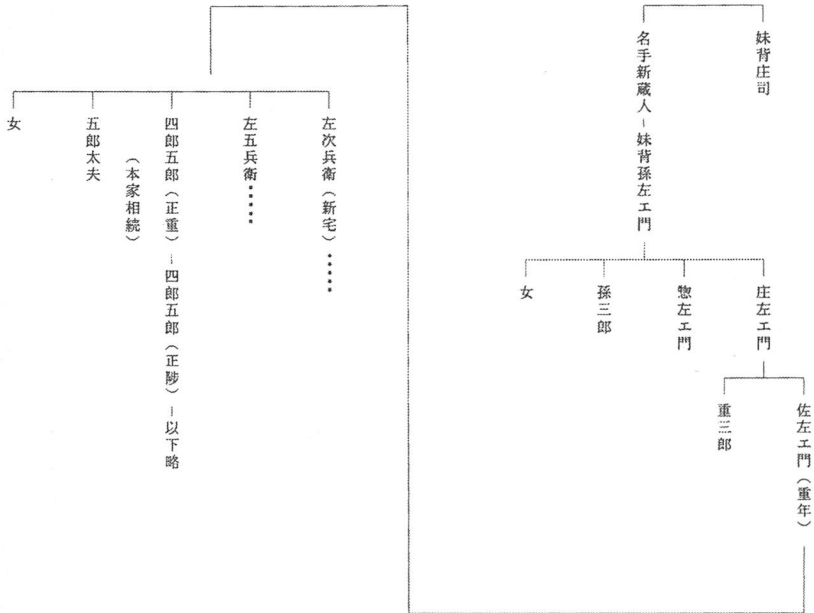 妹背庄司
名手新蔵人ー妹背孫左エ門
庄左エ門
惣左エ門
孫三郎
女
佐左エ門（重年）
重三郎
左次兵衛（新宅）……
左五兵衛……
四郎五郎（正重）ー四郎五郎（正陟）ー以下略
（本家相続）
五郎太夫
女